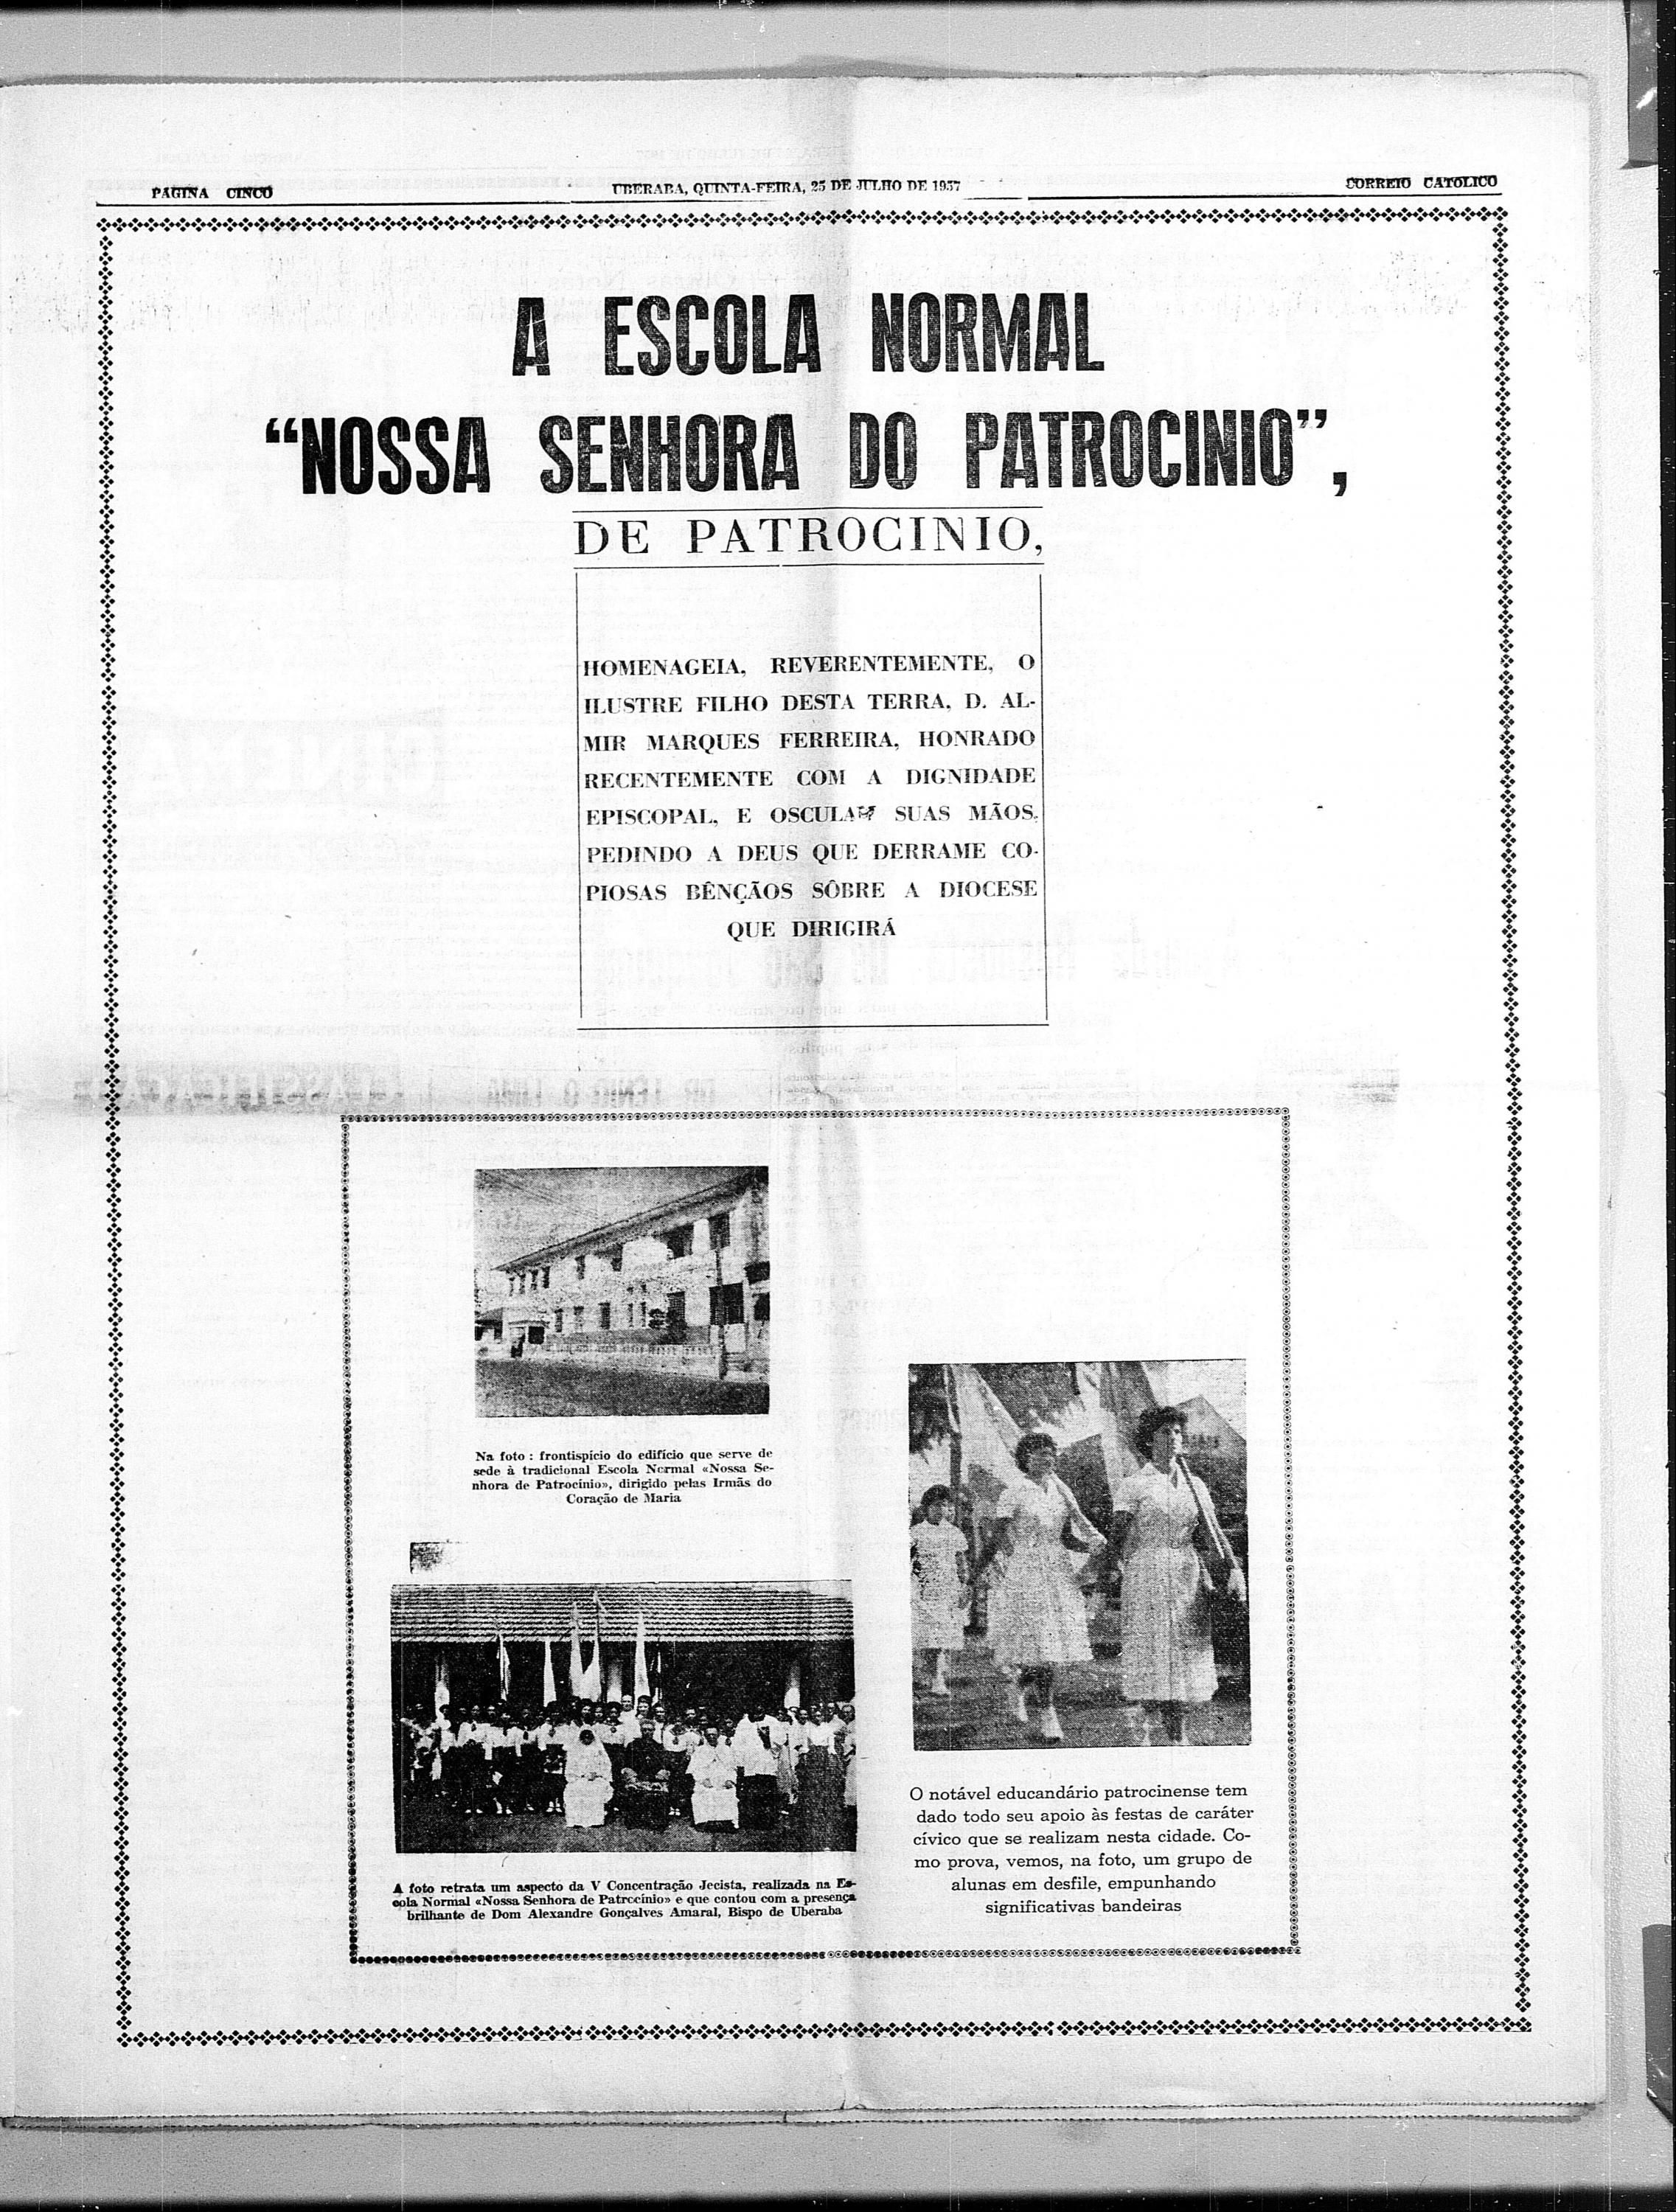 PAGINA CINCO
UBERABA, QUINTA-FEIRA, 25 DE JULHO DE 1957
CORREIO CATOLICO
A ESCOLA NORMAL
“NOSSA SENHORA DO PATROCINIO”,
DE PATROCINIO,
HOMENAGEIA, REVERENTEMENTE, O
ILUSTRE FILHO DESTA TERRA, D. AL-
MIR MARQUES FERREIRA, HONRADO
RECENTEMENTE COM A DIGNIDADE
EPISCOPAL, E OSCULAR SUAS MÃOS,
PEDINDO A DEUS QUE DERRAME CO-
PIOSAS BÊNÇÃOS SÔBRE A DIOCESE
QUE DIRIGIRÁ
Na foto : frontispício do edifício que serve de
sede à tradicional Escola Normal «Nossa Se-
nhora de Patrocínio», dirigido pelas Irmãs do
Coração de Maria
A foto retrata um aspecto da V Concentração Jecista, realizada na Es-
cola Normal «Nossa Senhora de Patrocínio» e que contou com a presença
brilhante de Dom Alexandre Gonçalves Amaral, Bispo de Uberaba
O notável educandário patrocinense tem
dado todo seu apoio às festas de caráter
cívico que se realizam nesta cidade. Co-
mo prova, vemos, na foto, um grupo de
alunas em desfile, empunhando
significativas bandeiras